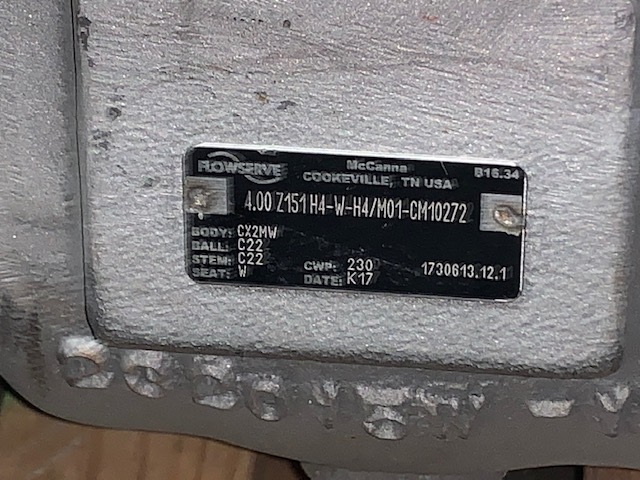 FLOWSERVE McCanna B16.34
COOKEVILLE, TN USA
4.00 Z151 H4-W-H4/M01-CM10272
BODY: CX2MW
BALL: C22
STEM: C22 CWP: 230 1730613.12.1
SEAT: W DATE: K17